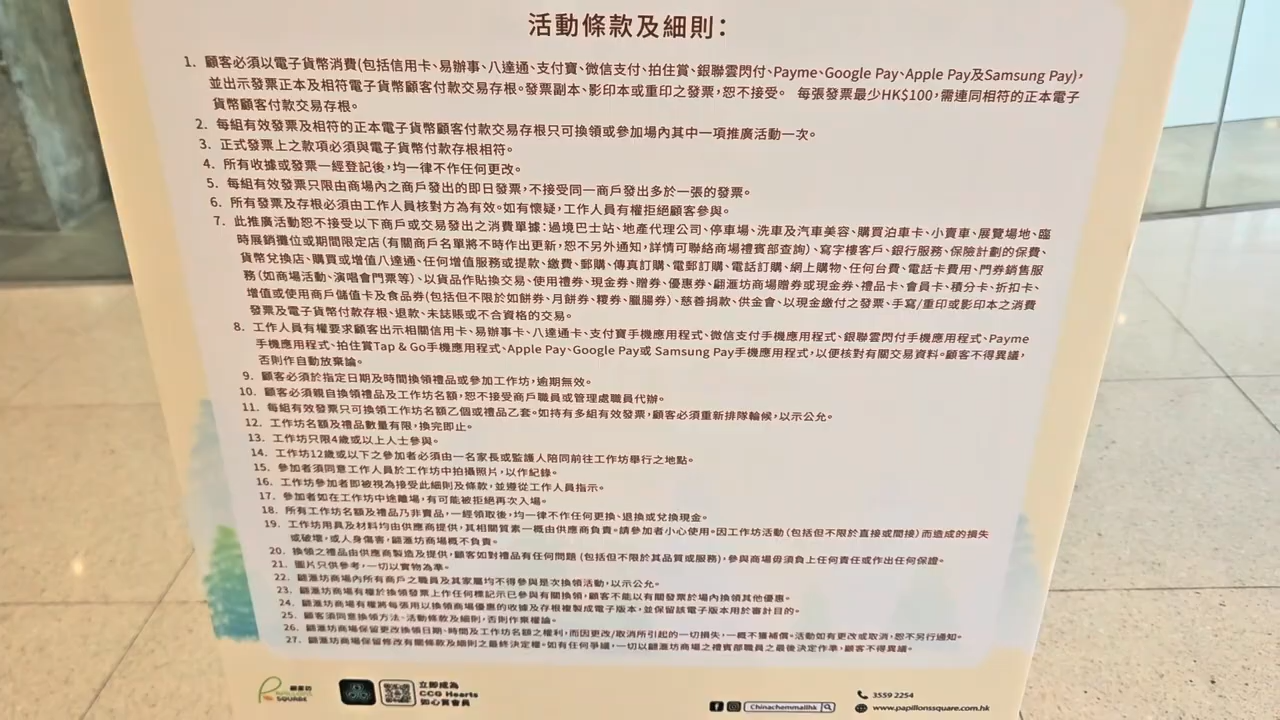 活動條款及細則：
1. 顧客必須以電子貨幣消費(包括信用卡、易辦事、八達通、支付寶、微信支付、拍住賞、銀聯雲閃付、Payme、Google Pay、Apple Pay及Samsung Pay)，
並出示發票正本及相符電子貨幣顧客付款交易存根。發票副本、影印本或重印之發票，恕不接受。 每張發票最少HK$100，需連同相符的正本電子
貨幣顧客付款交易存根。
2. 每組有效發票及相符的正本電子貨幣顧客付款交易存根只可換領或參加場內其中一項推廣活動一次。
3. 正式發票上之款項必須與電子貨幣付款存根相符。
4. 所有收據或發票一經登記後，均一律不作任何更改。
5. 每組有效發票只限由商場內之商戶發出的即日發票，不接受同一商戶發出多於一張的發票。
6. 所有發票及存根必須由工作人員核對方為有效。如有懷疑，工作人員有權拒絕顧客參與。
7. 此推廣活動恕不接受以下商戶或交易發出之消費單據：過境巴士站、地產代理公司、停車場、洗車及汽車美容、購買泊車卡、小賣車、展覽場地、臨
時展銷攤位或期間限定店(有關商戶名單將不時作出更新，恕不另外通知，詳情可聯絡商場禮賓部查詢)、寫字樓客戶、銀行服務、保險計劃的保費、
貨幣兌換店、購買或增值八達通、任何增值服務或提款、繳費、郵購、傳真訂購、電郵訂購、電話訂購、網上購物、任何台費、電話卡費用、門券銷售服
務(如商場活動、演唱會門票等)、以貨品作貼換交易、使用禮券、現金券、贈券、優惠券、翩滙坊商場贈券或現金券、禮品卡、會員卡、積分卡、折扣卡、
增值或使用商戶儲值卡及食品券(包括但不限於如餅券、月餅券、糭券、臘腸券)、慈善捐款、供金會、以現金繳付之發票、手寫/重印或影印本之消費
發票及電子貨幣付款存根、退款、未誌賬或不合資格的交易。
8. 工作人員有權要求顧客出示相關信用卡、易辦事卡、八達通卡、支付寶手機應用程式、微信支付手機應用程式、銀聯雲閃付手機應用程式、Payme
手機應用程式、拍住賞Tap & Go手機應用程式、Apple Pay、Google Pay或 Samsung Pay手機應用程式，以便核對有關交易資料。顧客不得異議，
否則作自動放棄論。
9. 顧客必須於指定日期及時間換領禮品或參加工作坊，逾期無效。
10. 顧客必須親自換領禮品及工作坊名額，恕不接受商戶職員或管理處職員代辦。
11. 每組有效發票只可換領工作坊名額乙個或禮品乙套。如持有多組有效發票，顧客必須重新排隊輪候，以示公允。
12. 工作坊名額及禮品數量有限，換完即止。
13. 工作坊只限4歲或以上人士參與。
14. 工作坊12歲或以下之參加者必須由一名家長或監護人陪同前往工作坊舉行之地點。
15. 參加者須同意工作人員於工作坊中拍攝照片，以作紀錄。
16. 工作坊參加者即被視為接受此細則及條款，並遵從工作人員指示。
17. 參加者如在工作坊中途離場，有可能被拒絕再次入場。
18. 所有工作坊名額及禮品乃非賣品，一經領取後，均一律不作任何更換、退換或兌換現金。
19. 工作坊用具及材料均由供應商提供，其相關質素一概由供應商負責。請參加者小心使用。因工作坊活動(包括但不限於直接或間接)而造成的損失
或破壞，或人身傷害，翩滙坊商場概不負責。
20. 換領之禮品由供應商製造及提供，顧客如對禮品有任何問題 (包括但不限於其品質或服務)，參與商場毋須負上任何責任或作出任何保證。
21. 圖片只供參考，一切以實物為準。
22. 翩滙坊商場內所有商戶之職員及其家屬均不得參與是次換領活動，以示公允。
23. 翩滙坊商場有權於換領發票上作任何標記示已參與有關換領，顧客不能以有關發票於場內換領其他優惠。
24. 翩滙坊商場有權將每張用以換領商場優惠的收據及存根複製成電子版本，並保留該電子版本用於審計目的。
25. 顧客須同意換領方法、活動條款及細則，否則作棄權論。
26. 翩滙坊商場保留更改換領日期、時間及工作坊名額之權利，而因更改/取消所引起的一切損失，一概不獲補償。活動如有更改或取消，恕不另行通知。
27. 翩滙坊商場保留修改有關條款及細則之最終決定權。如有任何爭議，一切以翩滙坊商場之禮賓部職員之最後決定作準，顧客不得異議。
翩滙坊
PAPILLONS
SQUARE
立即成為
CCG Hearts
如心賞會員
Chinachemmallhk
3559 2254
www.papillonssquare.com.hk